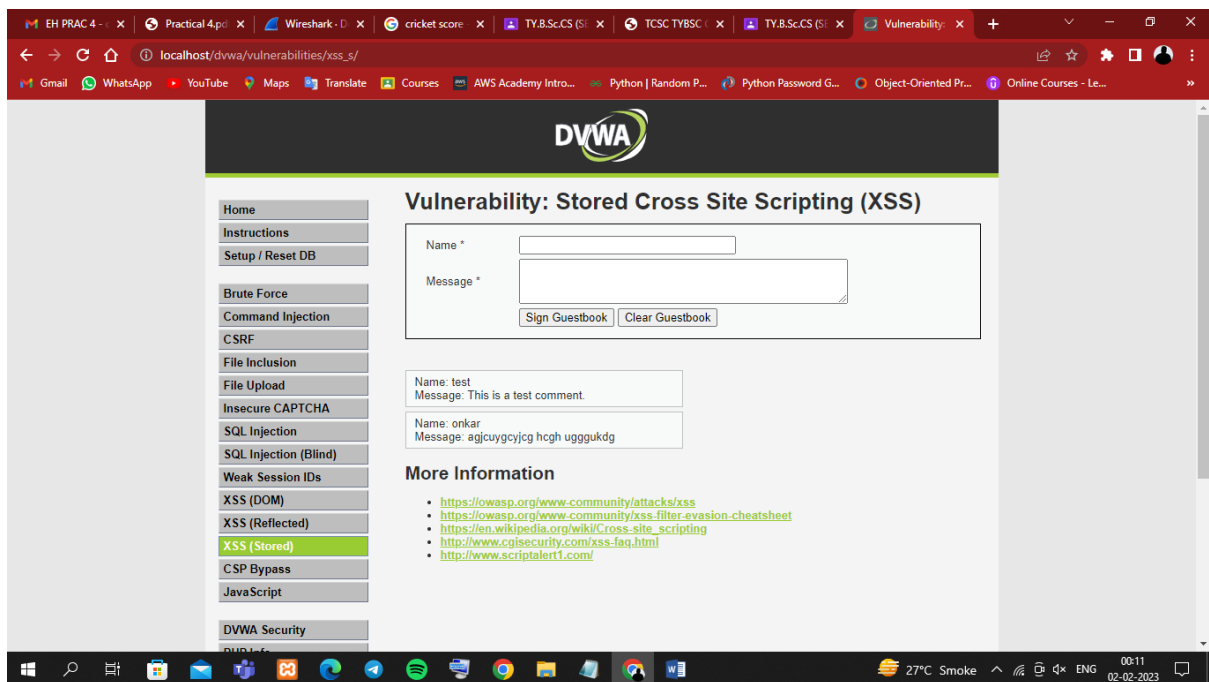 EH PRAC 4 -
Practical 4.pd
Wireshark · D
cricket score -
TY.B.Sc.CS (SE
TCSC TYBSC (
TY.B.Sc.CS (SE
Vulnerability:
localhost/dvwa/vulnerabilities/xss_s/
Gmail WhatsApp YouTube Maps Translate Courses AWS Academy Intro... Python | Random P... Python Password G... Object-Oriented Pr... Online Courses - Le... »
DVWA
Home
Instructions
Setup / Reset DB
Brute Force
Command Injection
CSRF
File Inclusion
File Upload
Insecure CAPTCHA
SQL Injection
SQL Injection (Blind)
Weak Session IDs
XSS (DOM)
XSS (Reflected)
XSS (Stored)
CSP Bypass
JavaScript
DVWA Security
PHP Info
Vulnerability: Stored Cross Site Scripting (XSS)
Name *
Message *
Sign Guestbook Clear Guestbook
Name: test
Message: This is a test comment.
Name: onkar
Message: agjcuygcyjcg hcgh ugggukdg
More Information
• https://owasp.org/www-community/attacks/xss
• https://owasp.org/www-community/xss-filter-evasion-cheatsheet
• https://en.wikipedia.org/wiki/Cross-site_scripting
• http://www.cgisecurity.com/xss-faq.html
• http://www.scriptalert1.com/
27°C Smoke ENG 00:11
02-02-2023